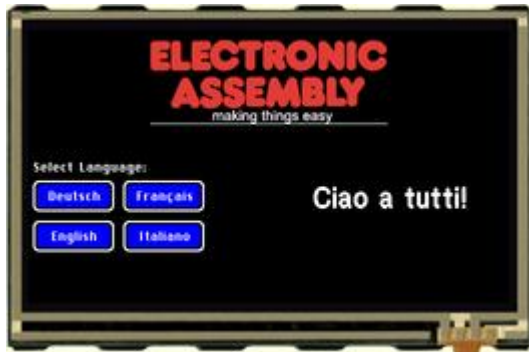 ELECTRONIC
ASSEMBLY
making things easy
Select Language:
Deutsch Français
Ciao a tutti!
English Italiano